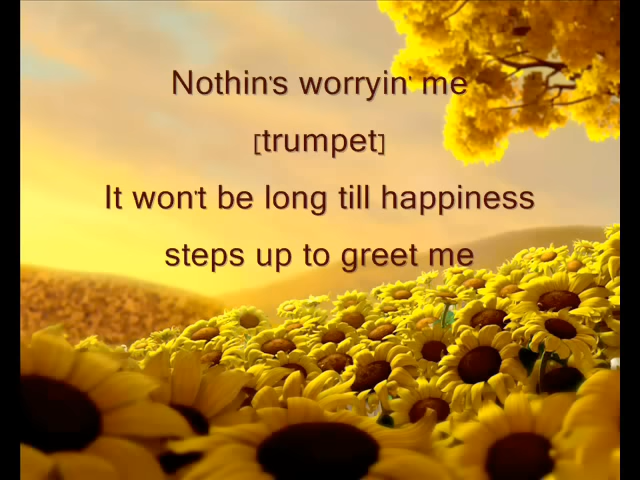 Nothin's worryin' me
[trumpet]
It won't be long till happiness
steps up to greet me